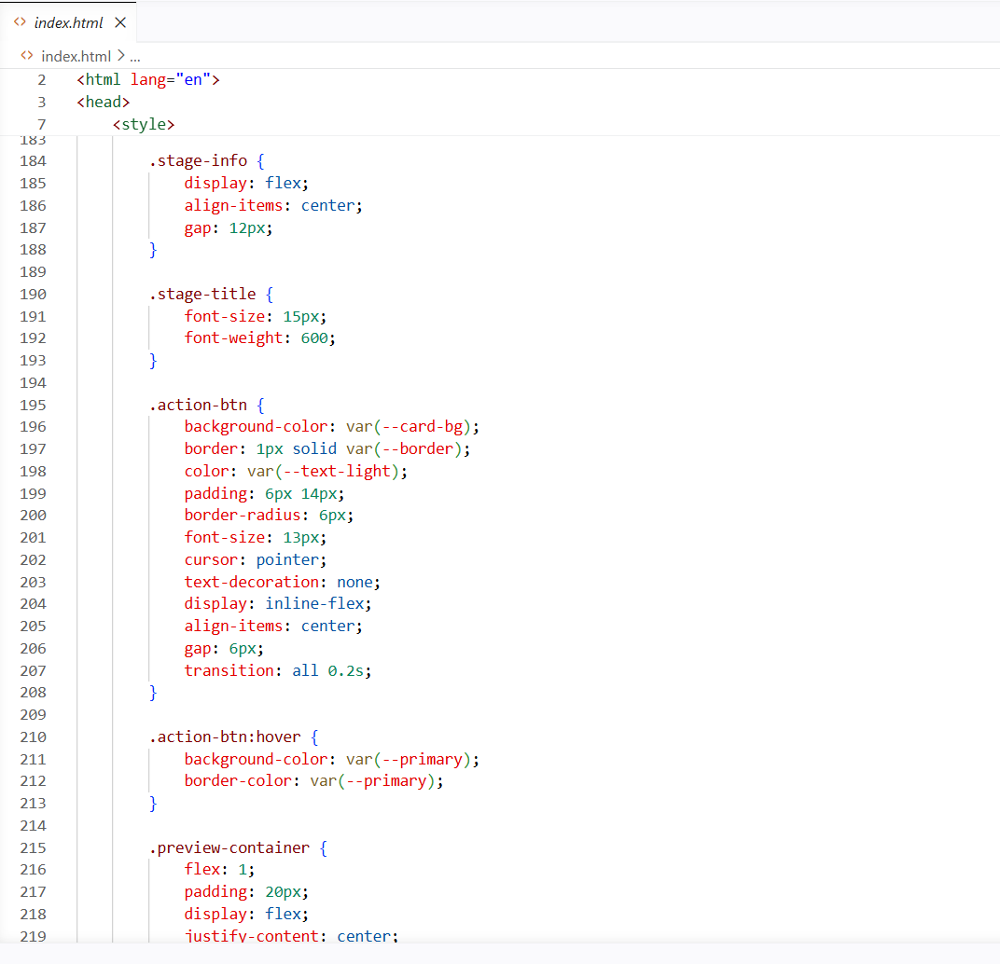 index.html
index.html > ...
2 <html lang="en">
3 <head>
7 <style>
183
184 .stage-info {
185 display: flex;
186 align-items: center;
187 gap: 12px;
188 }
189
190 .stage-title {
191 font-size: 15px;
192 font-weight: 600;
193 }
194
195 .action-btn {
196 background-color: var(--card-bg);
197 border: 1px solid var(--border);
198 color: var(--text-light);
199 padding: 6px 14px;
200 border-radius: 6px;
201 font-size: 13px;
202 cursor: pointer;
203 text-decoration: none;
204 display: inline-flex;
205 align-items: center;
206 gap: 6px;
207 transition: all 0.2s;
208 }
209
210 .action-btn:hover {
211 background-color: var(--primary);
212 border-color: var(--primary);
213 }
214
215 .preview-container {
216 flex: 1;
217 padding: 20px;
218 display: flex;
219 justify-content: center;